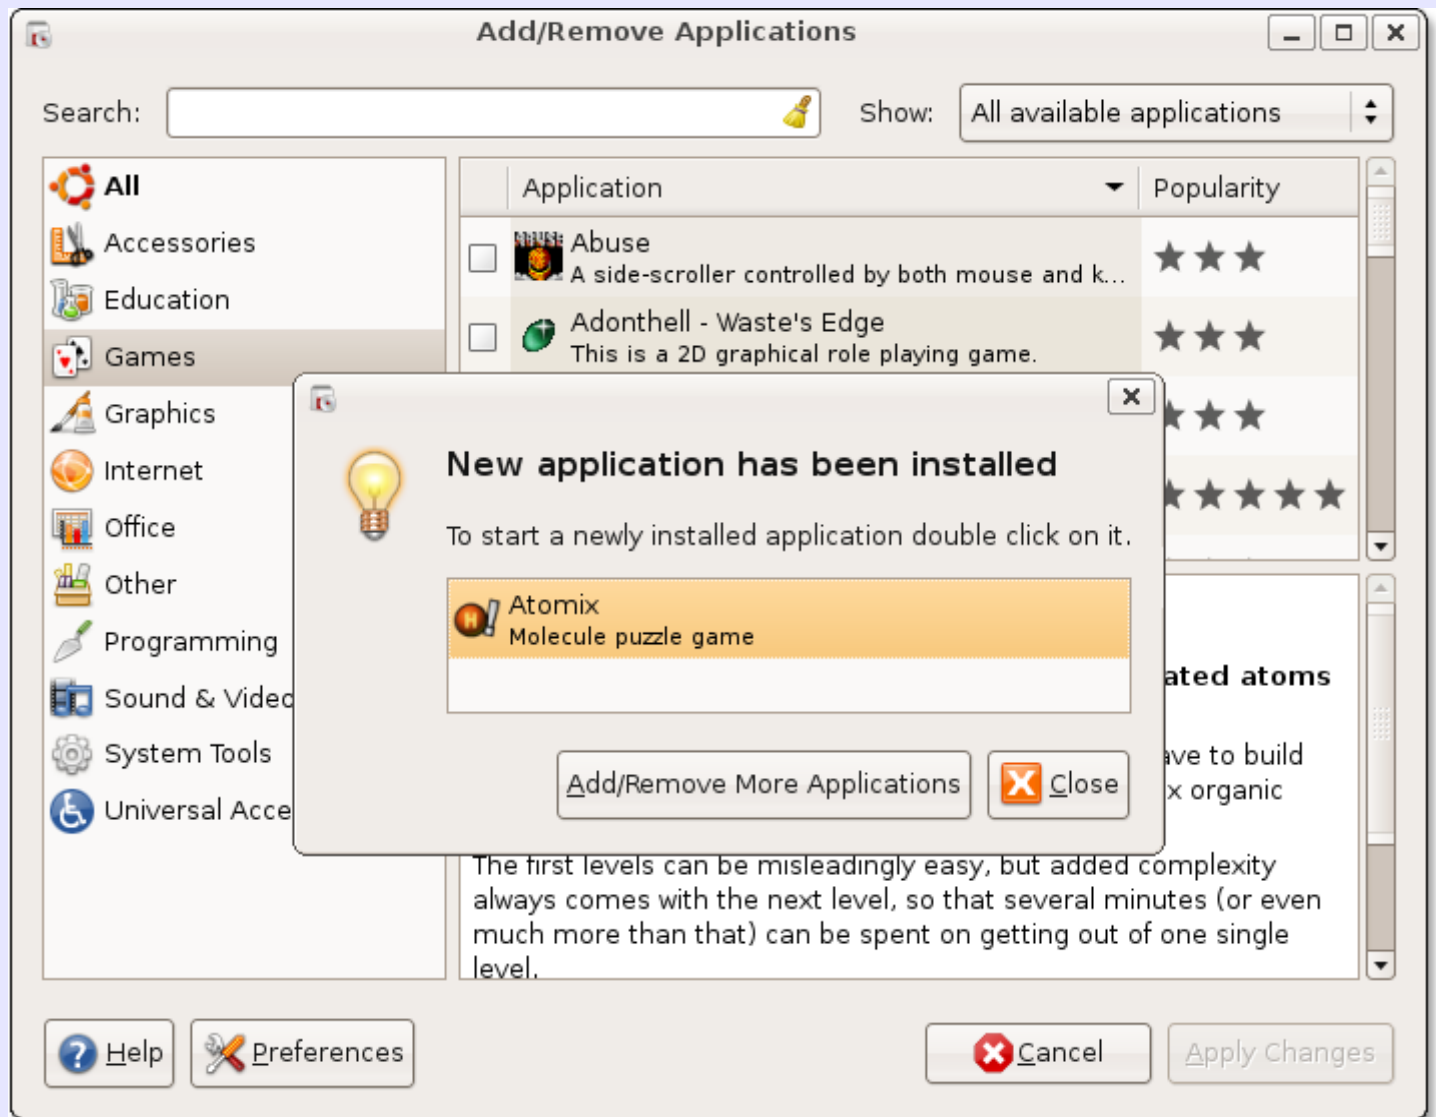 Add/Remove Applications
Search:
Show: All available applications
All
Accessories
Education
Games
Graphics
Internet
Office
Other
Programming
Sound & Video
System Tools
Universal Acce
Application Popularity
Abuse
A side-scroller controlled by both mouse and k...
Adonthell - Waste's Edge
This is a 2D graphical role playing game.
New application has been installed
To start a newly installed application double click on it.
Atomix
Molecule puzzle game
Add/Remove More Applications Close
ated atoms
ave to build
x organic
The first levels can be misleadingly easy, but added complexity
always comes with the next level, so that several minutes (or even
much more than that) can be spent on getting out of one single
level.
Help Preferences Cancel Apply Changes